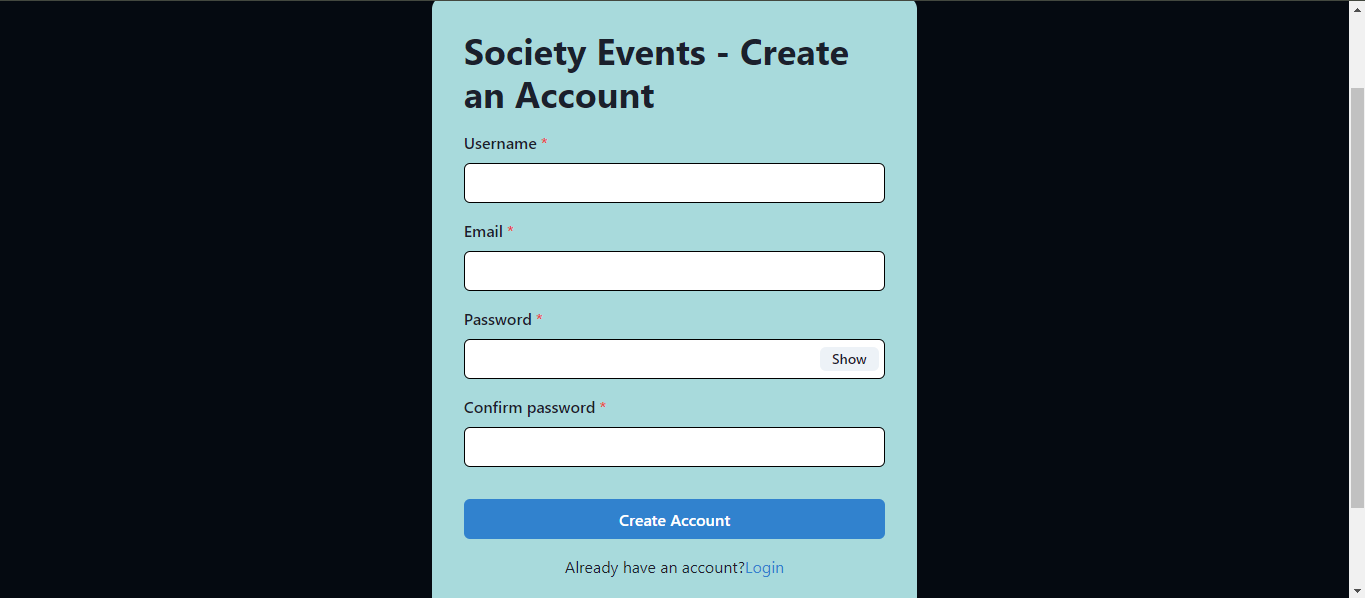 Society Events - Create
an Account
Username *
Email *
Password *
Show
Confirm password *
Create Account
Already have an account?Login